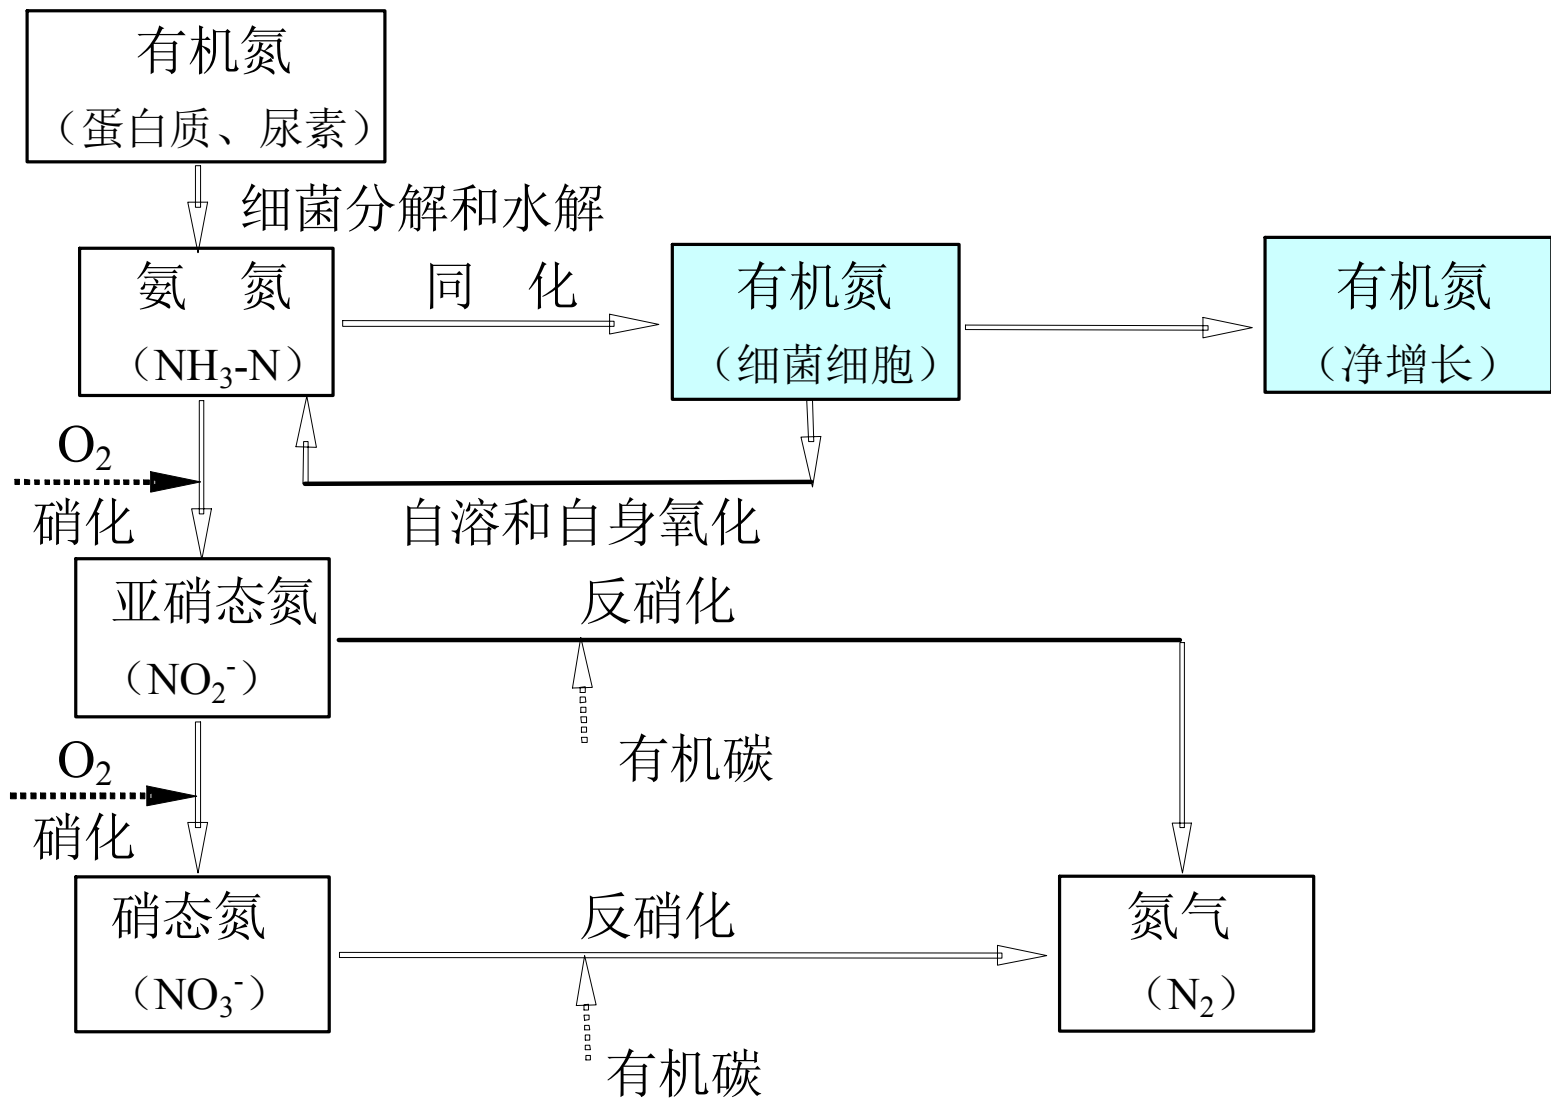 有机氮
（蛋白质、尿素）
细菌分解和水解
氨 氮
（NH₃-N）
同 化
有机氮
（细菌细胞）
有机氮
（净增长）
O₂
硝化
自溶和自身氧化
亚硝态氮
（NO₂⁻）
反硝化
有机碳
O₂
硝化
硝态氮
（NO₃⁻）
反硝化
有机碳
氮气
（N₂）